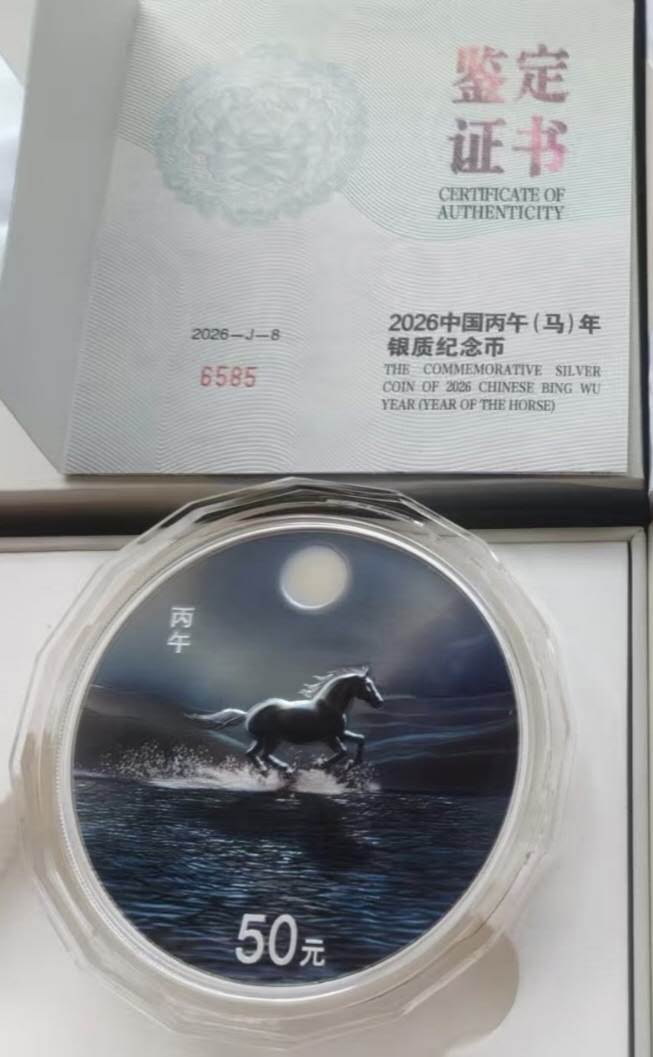 鉴定
证书
CERTIFICATE OF
AUTHENTICITY
2026-J-8
6585
2026中国丙午(马)年
银质纪念币
THE COMMEMORATIVE SILVER
COIN OF 2026 CHINESE BING WU
YEAR (YEAR OF THE HORSE)
丙午
50元